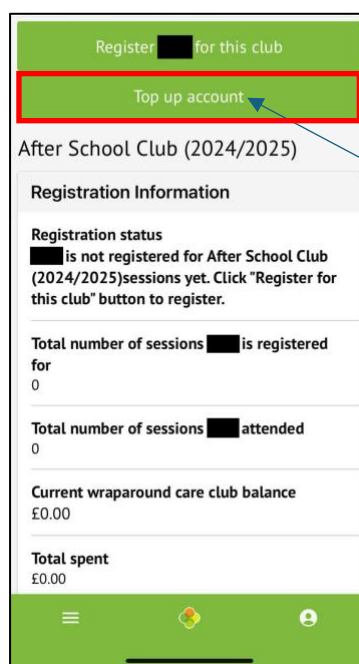 Register for this club
Top up account
After School Club (2024/2025)
Registration Information
Registration status
is not registered for After School Club
(2024/2025)sessions yet. Click "Register for
this club" button to register.
Total number of sessions is registered
for
0
Total number of sessions attended
0
Current wraparound care club balance
£0.00
Total spent
£0.00